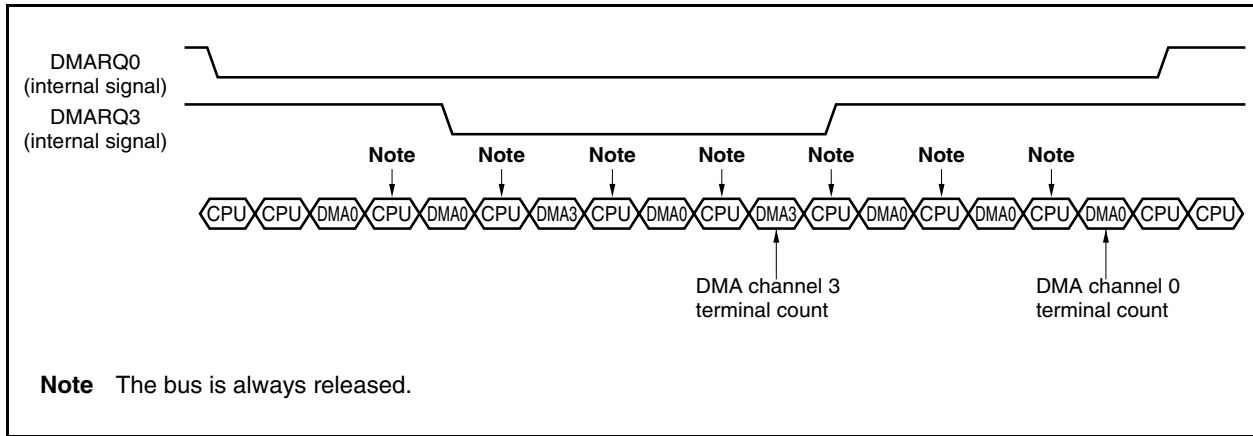 DMARQ0
(internal signal)
DMARQ3
(internal signal)
Note Note Note Note Note Note Note
CPU CPU DMA0 CPU DMA0 CPU DMA3 CPU DMA0 CPU DMA3 CPU DMA0 CPU DMA0 CPU DMA0 CPU CPU
DMA channel 3
terminal count
DMA channel 0
terminal count
Note The bus is always released.